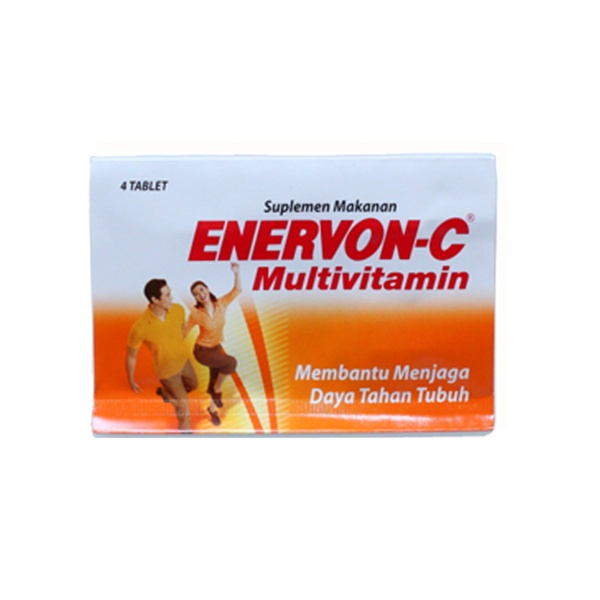 4 TABLET
Suplemen Makanan
ENERVON-C®
Multivitamin
Membantu Menjaga
Daya Tahan Tubuh